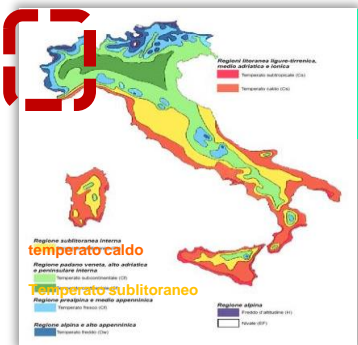 Regioni litoranea ligure-tirrenica,
medio adriatica e ionica
Temperato subtropicale (Cs)
Temperato caldo (Cs)
Regione sublitoranea interna
temperato caldo
Regione padano veneta, alto adriatica
e peninsulare interna
Temperato subcontinentale (Cf)
Temperato sublitoraneo
Regione prealpina e medio appenninica
Temperato fresco (Cf)
Regione alpina e alto appenninica
Temperato freddo (Dw)
Regione alpina
Freddo d'altitudine (H)
Nivale (EF)